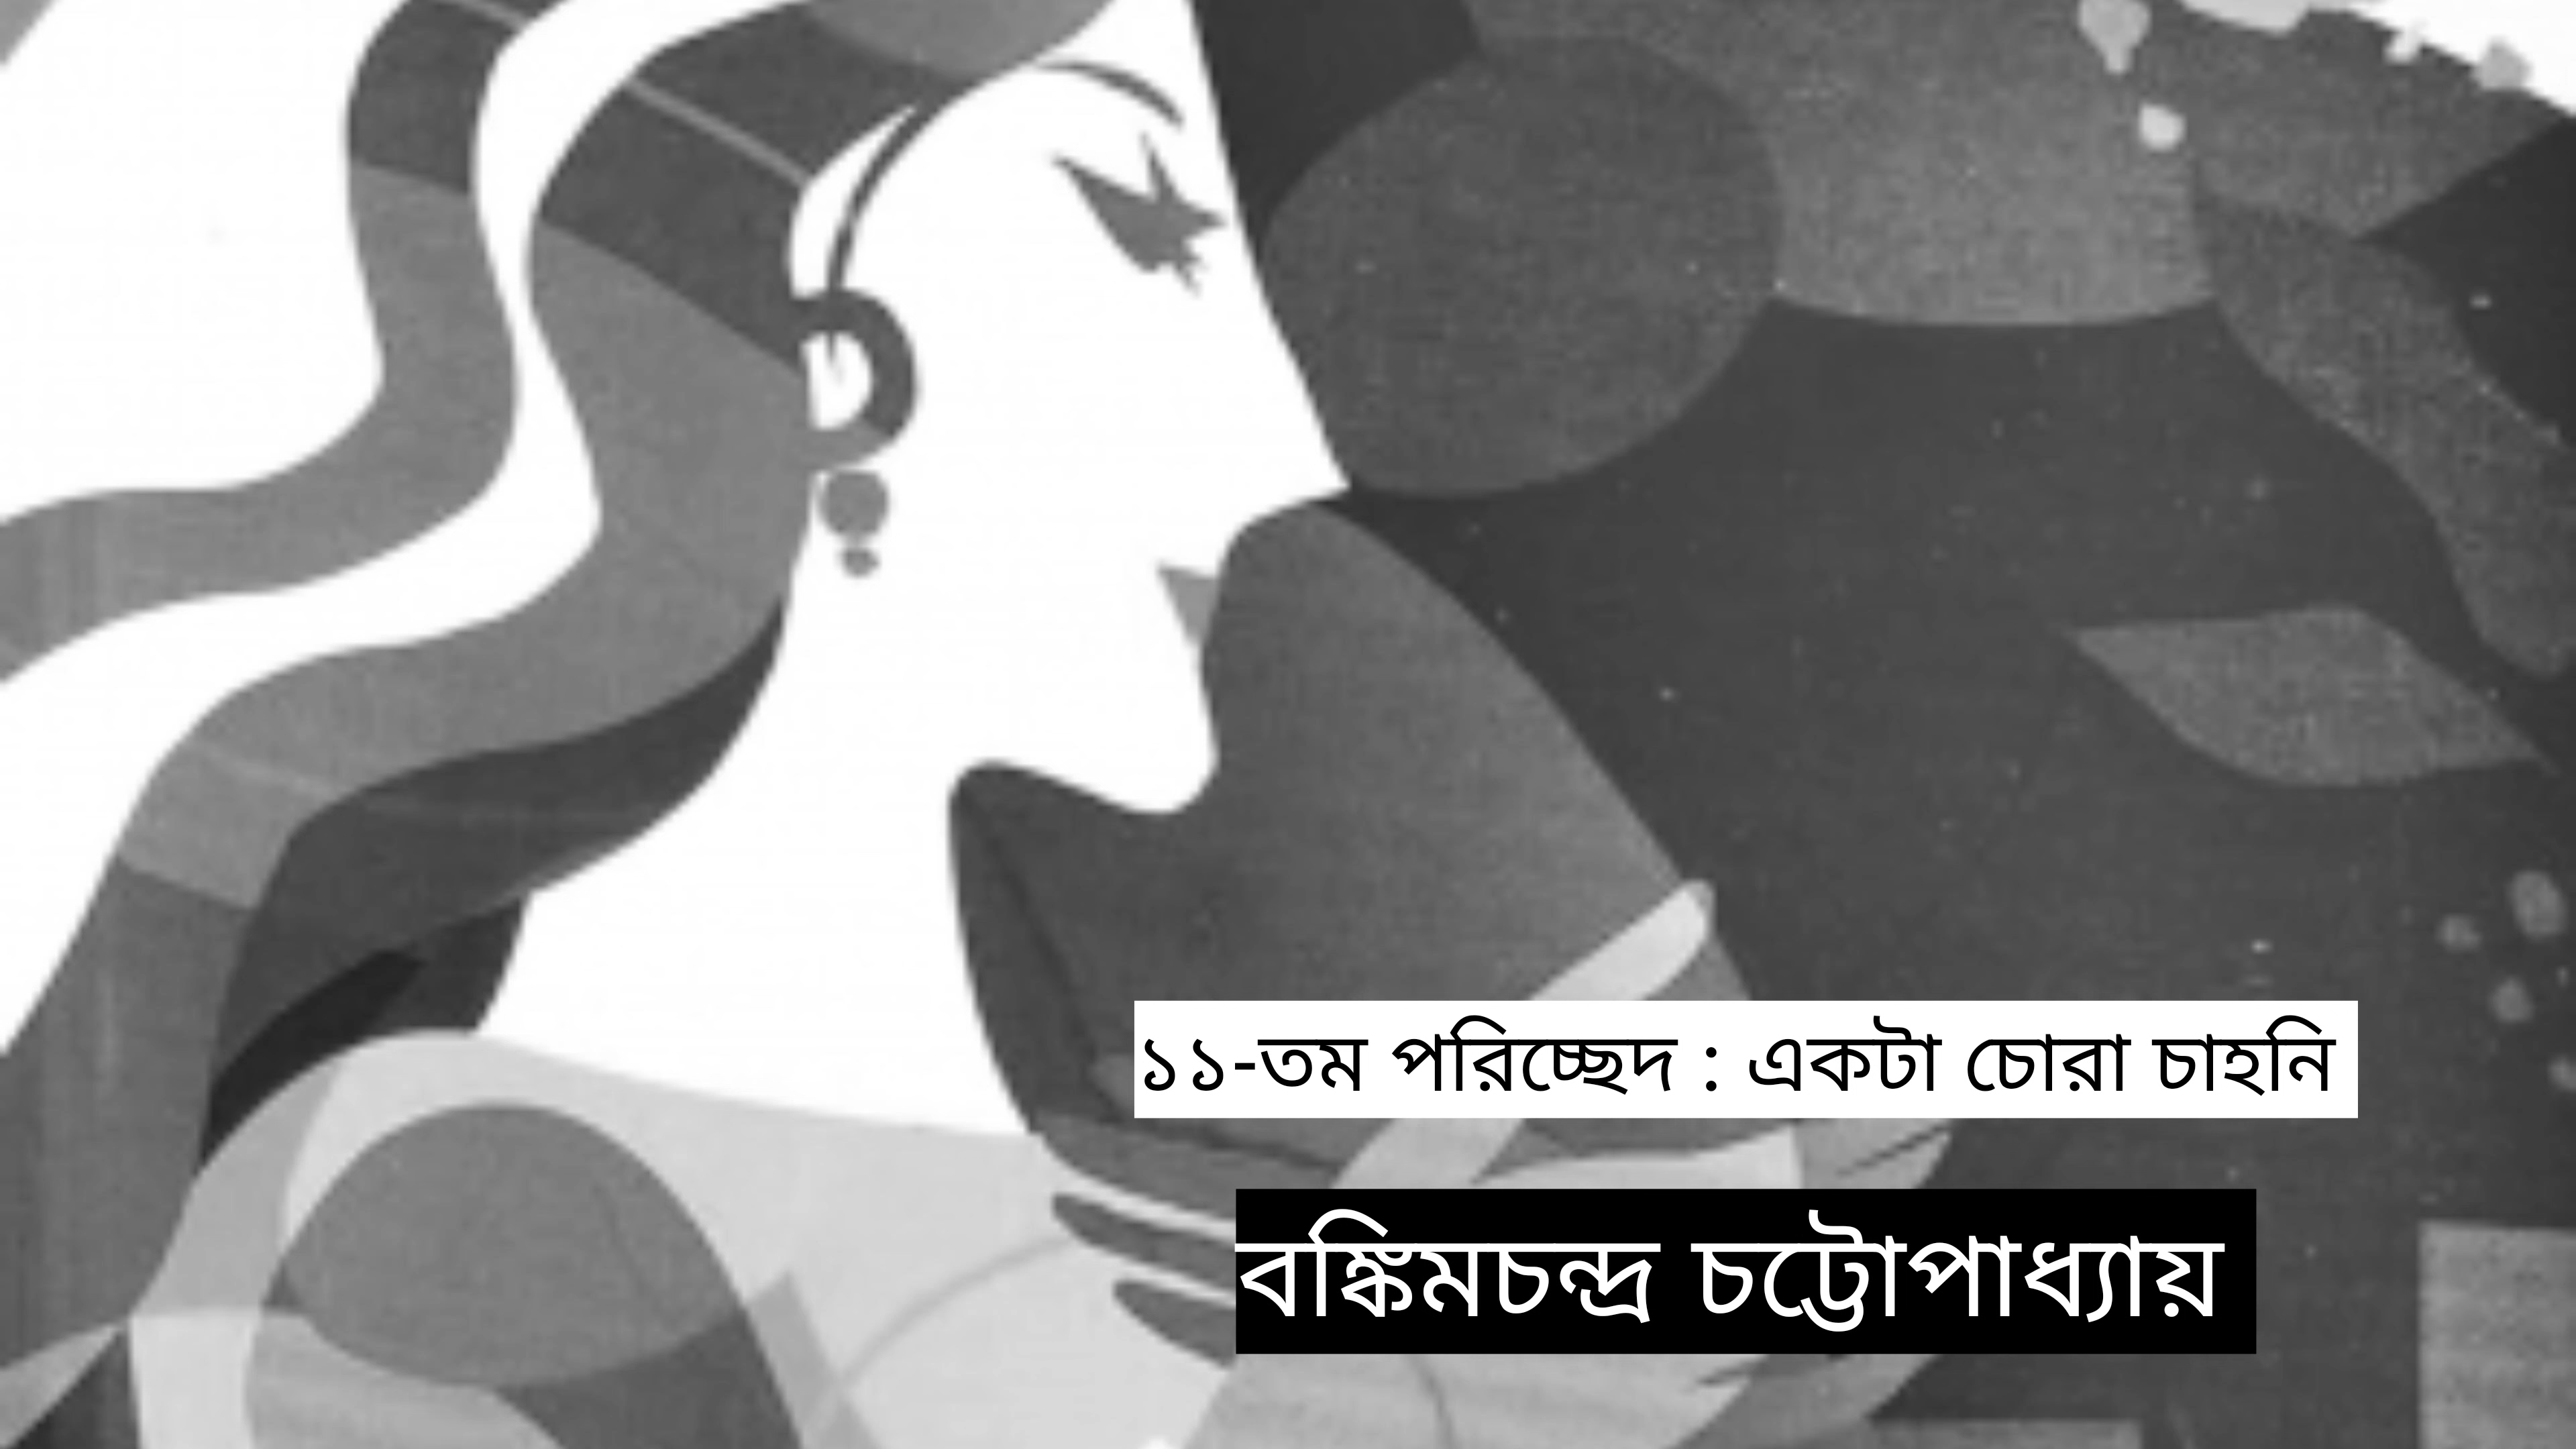 ১১-তম পরিচ্ছেদ : একটা চোরা চাহনি
বঙ্কিমচন্দ্র চট্টোপাধ্যায়